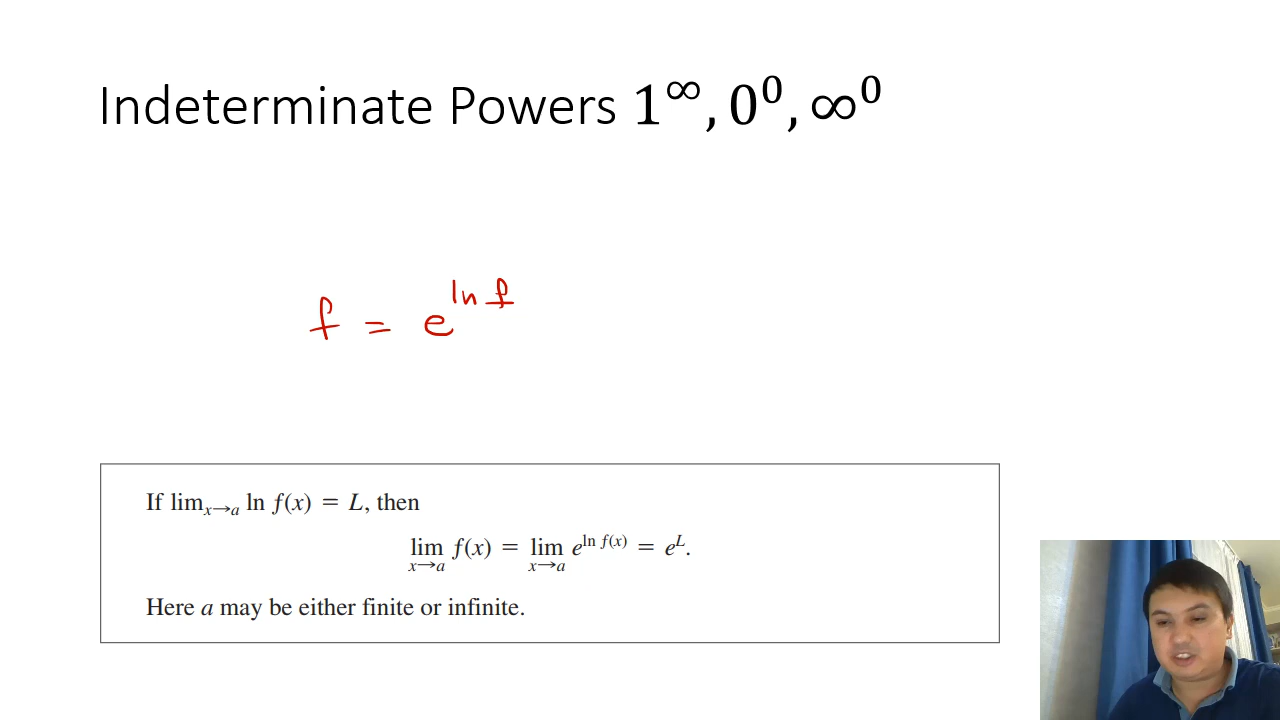 Indeterminate Powers 1^∞, 0^0, ∞^0
f = e^{ln f}
If lim_{x→a} ln f(x) = L, then
lim_{x→a} f(x) = lim_{x→a} e^{ln f(x)} = e^L.
Here a may be either finite or infinite.